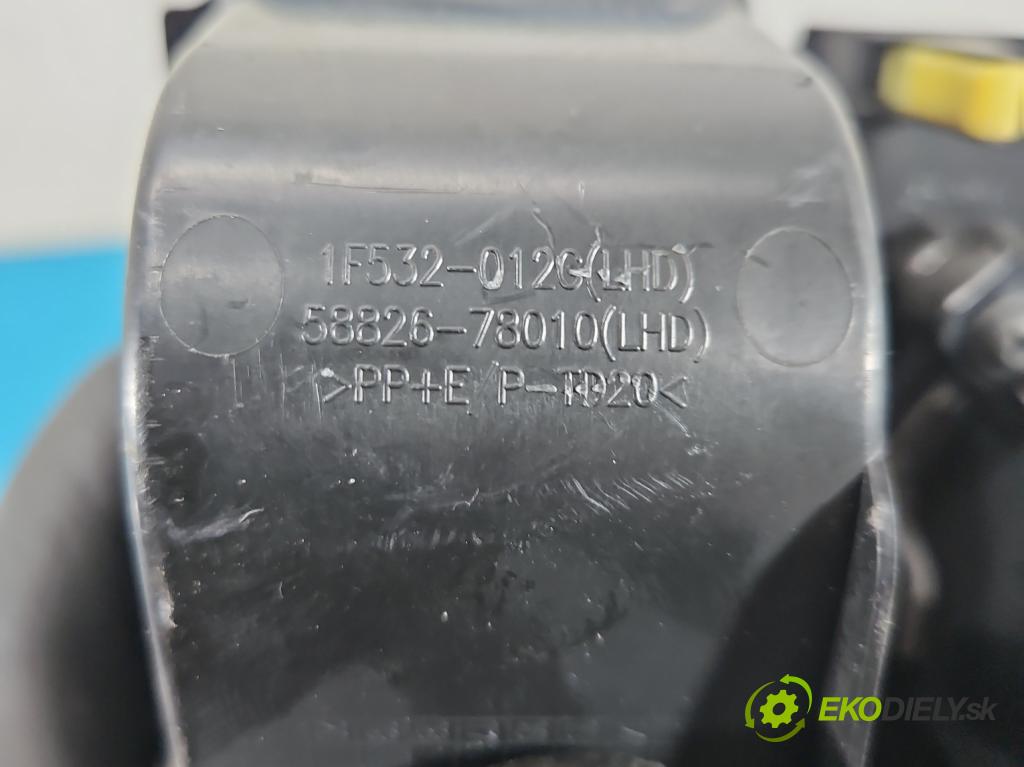 1F532-012G(LHD)
58826-78010(LHD)
>PP+E P-TD20<
EKODIELY.sk